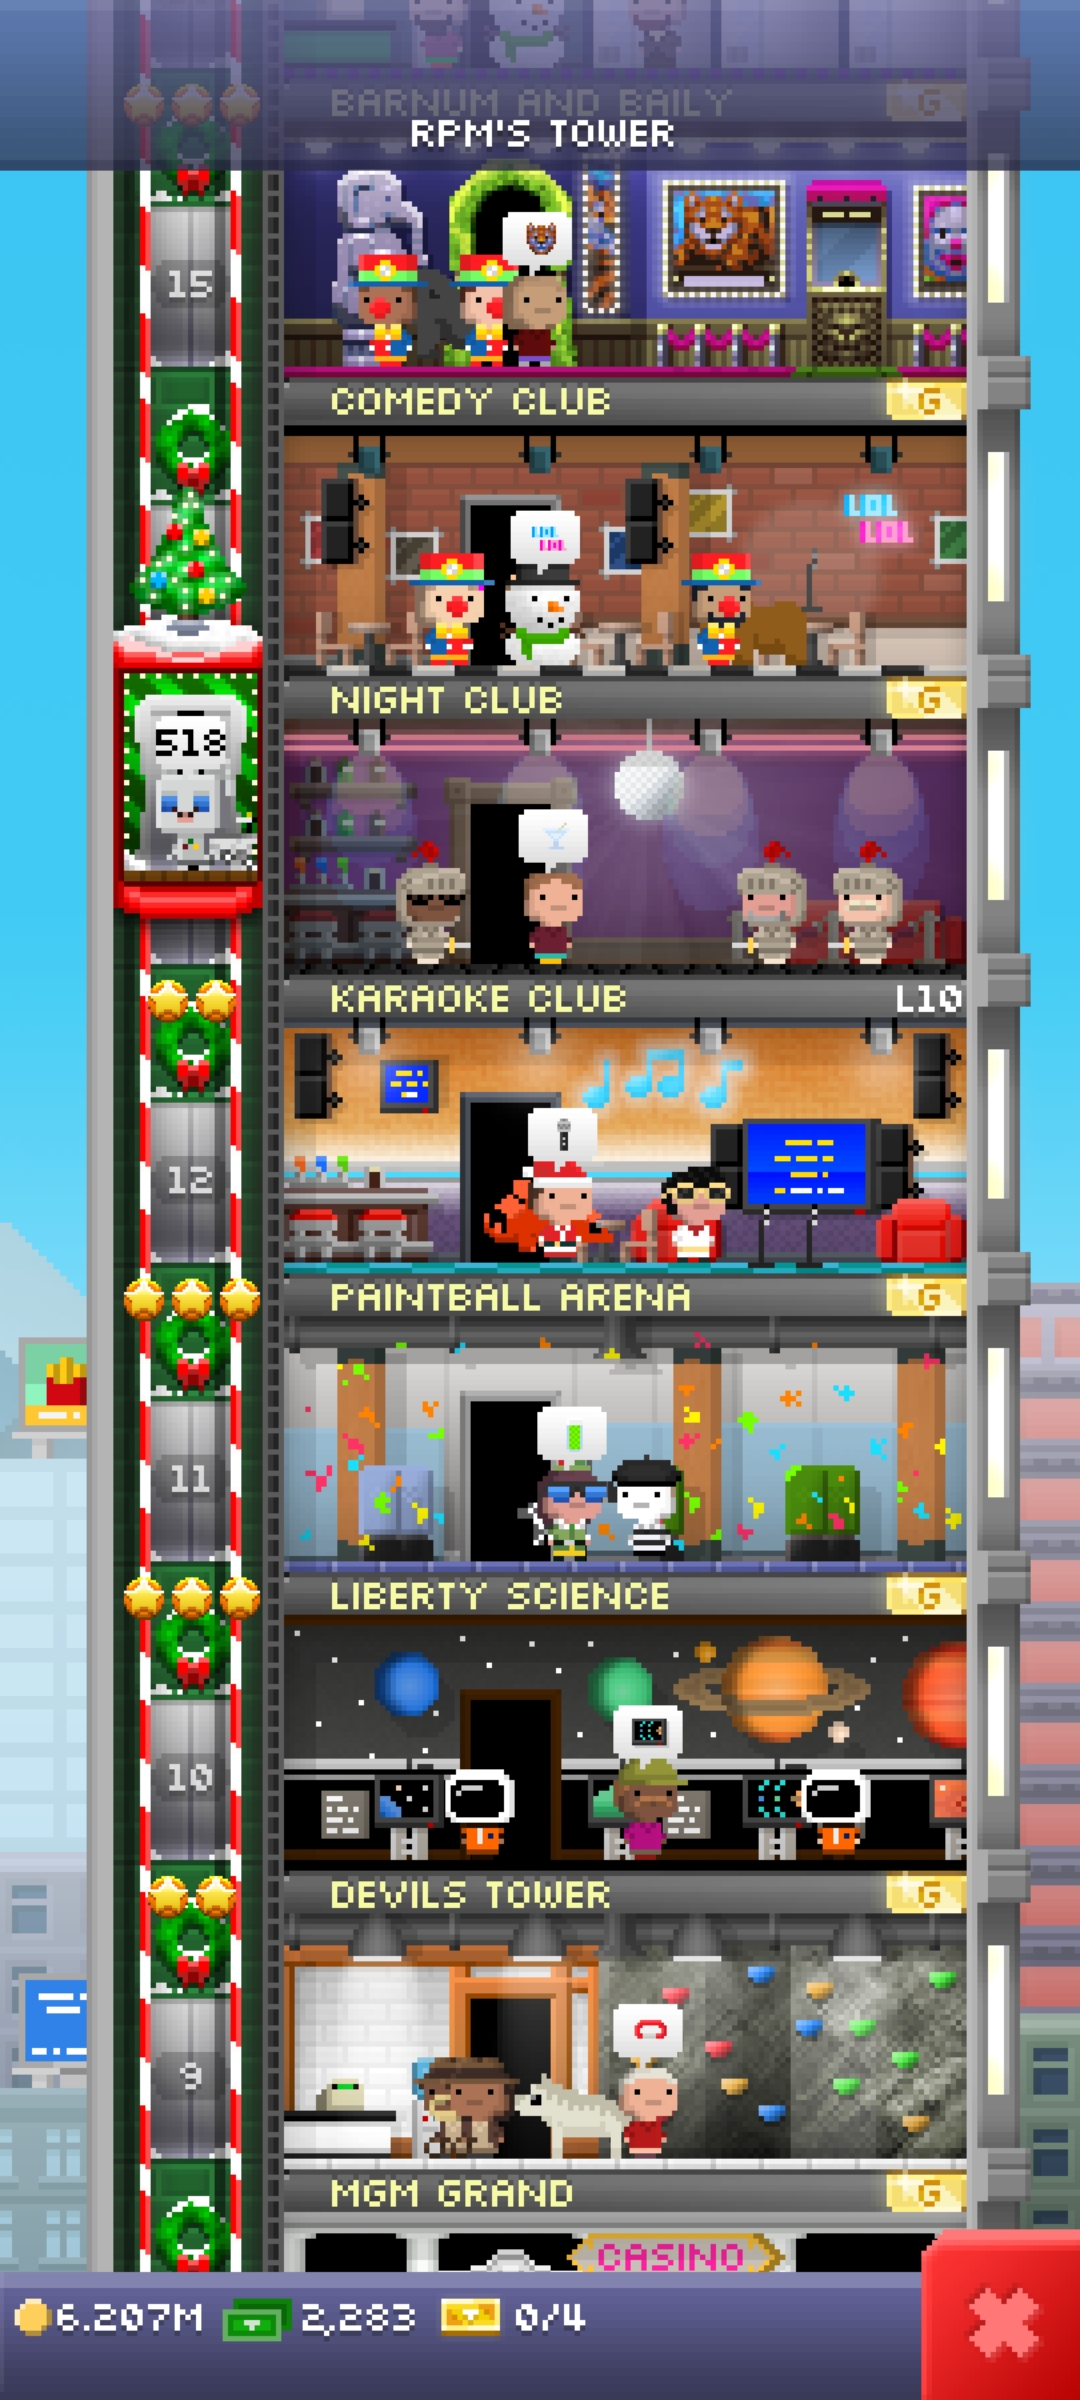 BARNUM AND BAILY G
RPM'S TOWER
15
COMEDY CLUB G
LOL
LOL
LOL
LOL
NIGHT CLUB G
518
KARAOKE CLUB L10
12
PAINTBALL ARENA G
11
LIBERTY SCIENCE G
10
DEVILS TOWER G
9
MGM GRAND G
CASINO
6.207M 2,283 0/4